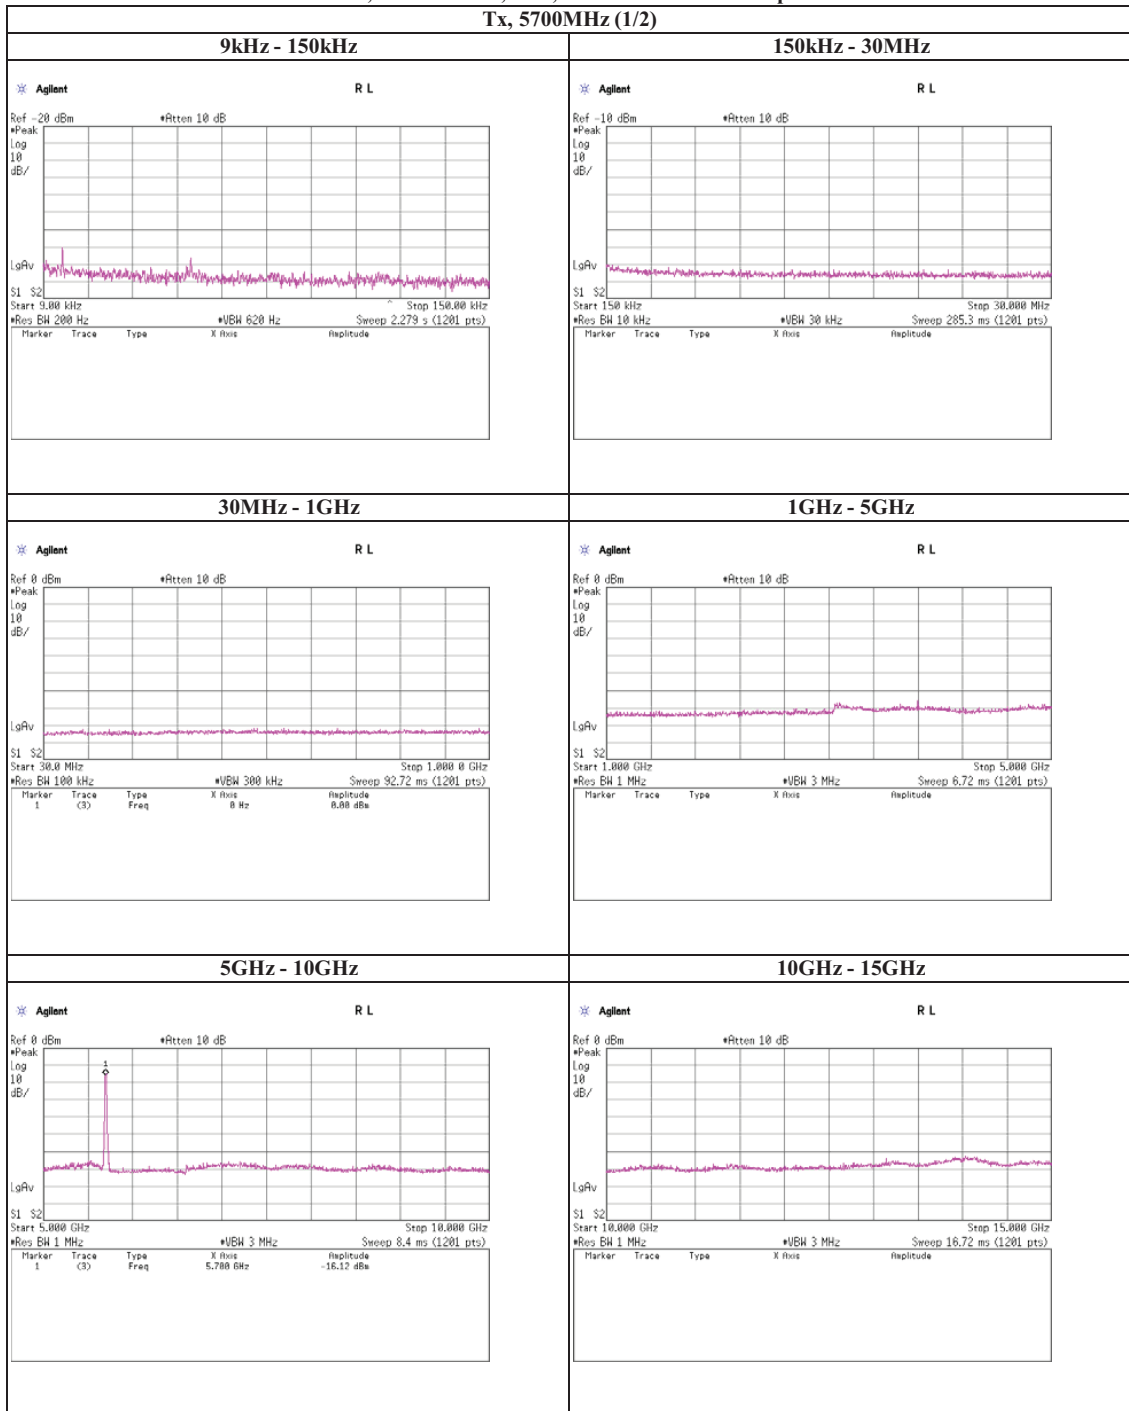 Tx, 5700MHz (1/2)
9kHz - 150kHz
150kHz - 30MHz
Agilent R L
Ref -20 dBm #Atten 10 dB
#Peak
Log
10
dB/
LgAv
S1 S2
Start 9.00 kHz ^ Stop 150.00 kHz
#Res BW 200 Hz #VBW 620 Hz Sweep 2.279 s (1201 pts)
Marker Trace Type X Axis Amplitude
Agilent R L
Ref -10 dBm #Atten 10 dB
#Peak
Log
10
dB/
LgAv
S1 S2
Start 150 kHz Stop 30.000 MHz
#Res BW 10 kHz #VBW 30 kHz Sweep 285.3 ms (1201 pts)
Marker Trace Type X Axis Amplitude
30MHz - 1GHz
1GHz - 5GHz
Agilent R L
Ref 0 dBm #Atten 10 dB
#Peak
Log
10
dB/
LgAv
S1 S2
Start 30.0 MHz Stop 1.000 0 GHz
#Res BW 100 kHz #VBW 300 kHz Sweep 92.72 ms (1201 pts)
Marker Trace Type X Axis Amplitude
1 (3) Freq 0 Hz 0.00 dBm
Agilent R L
Ref 0 dBm #Atten 10 dB
#Peak
Log
10
dB/
LgAv
S1 S2
Start 1.000 GHz Stop 5.000 GHz
#Res BW 1 MHz #VBW 3 MHz Sweep 6.72 ms (1201 pts)
Marker Trace Type X Axis Amplitude
5GHz - 10GHz
10GHz - 15GHz
Agilent R L
Ref 0 dBm #Atten 10 dB
#Peak
Log
10
dB/
1
LgAv
S1 S2
Start 5.000 GHz Stop 10.000 GHz
#Res BW 1 MHz #VBW 3 MHz Sweep 8.4 ms (1201 pts)
Marker Trace Type X Axis Amplitude
1 (3) Freq 5.700 GHz -16.12 dBm
Agilent R L
Ref 0 dBm #Atten 10 dB
#Peak
Log
10
dB/
LgAv
S1 S2
Start 10.000 GHz Stop 15.000 GHz
#Res BW 1 MHz #VBW 3 MHz Sweep 16.72 ms (1201 pts)
Marker Trace Type X Axis Amplitude